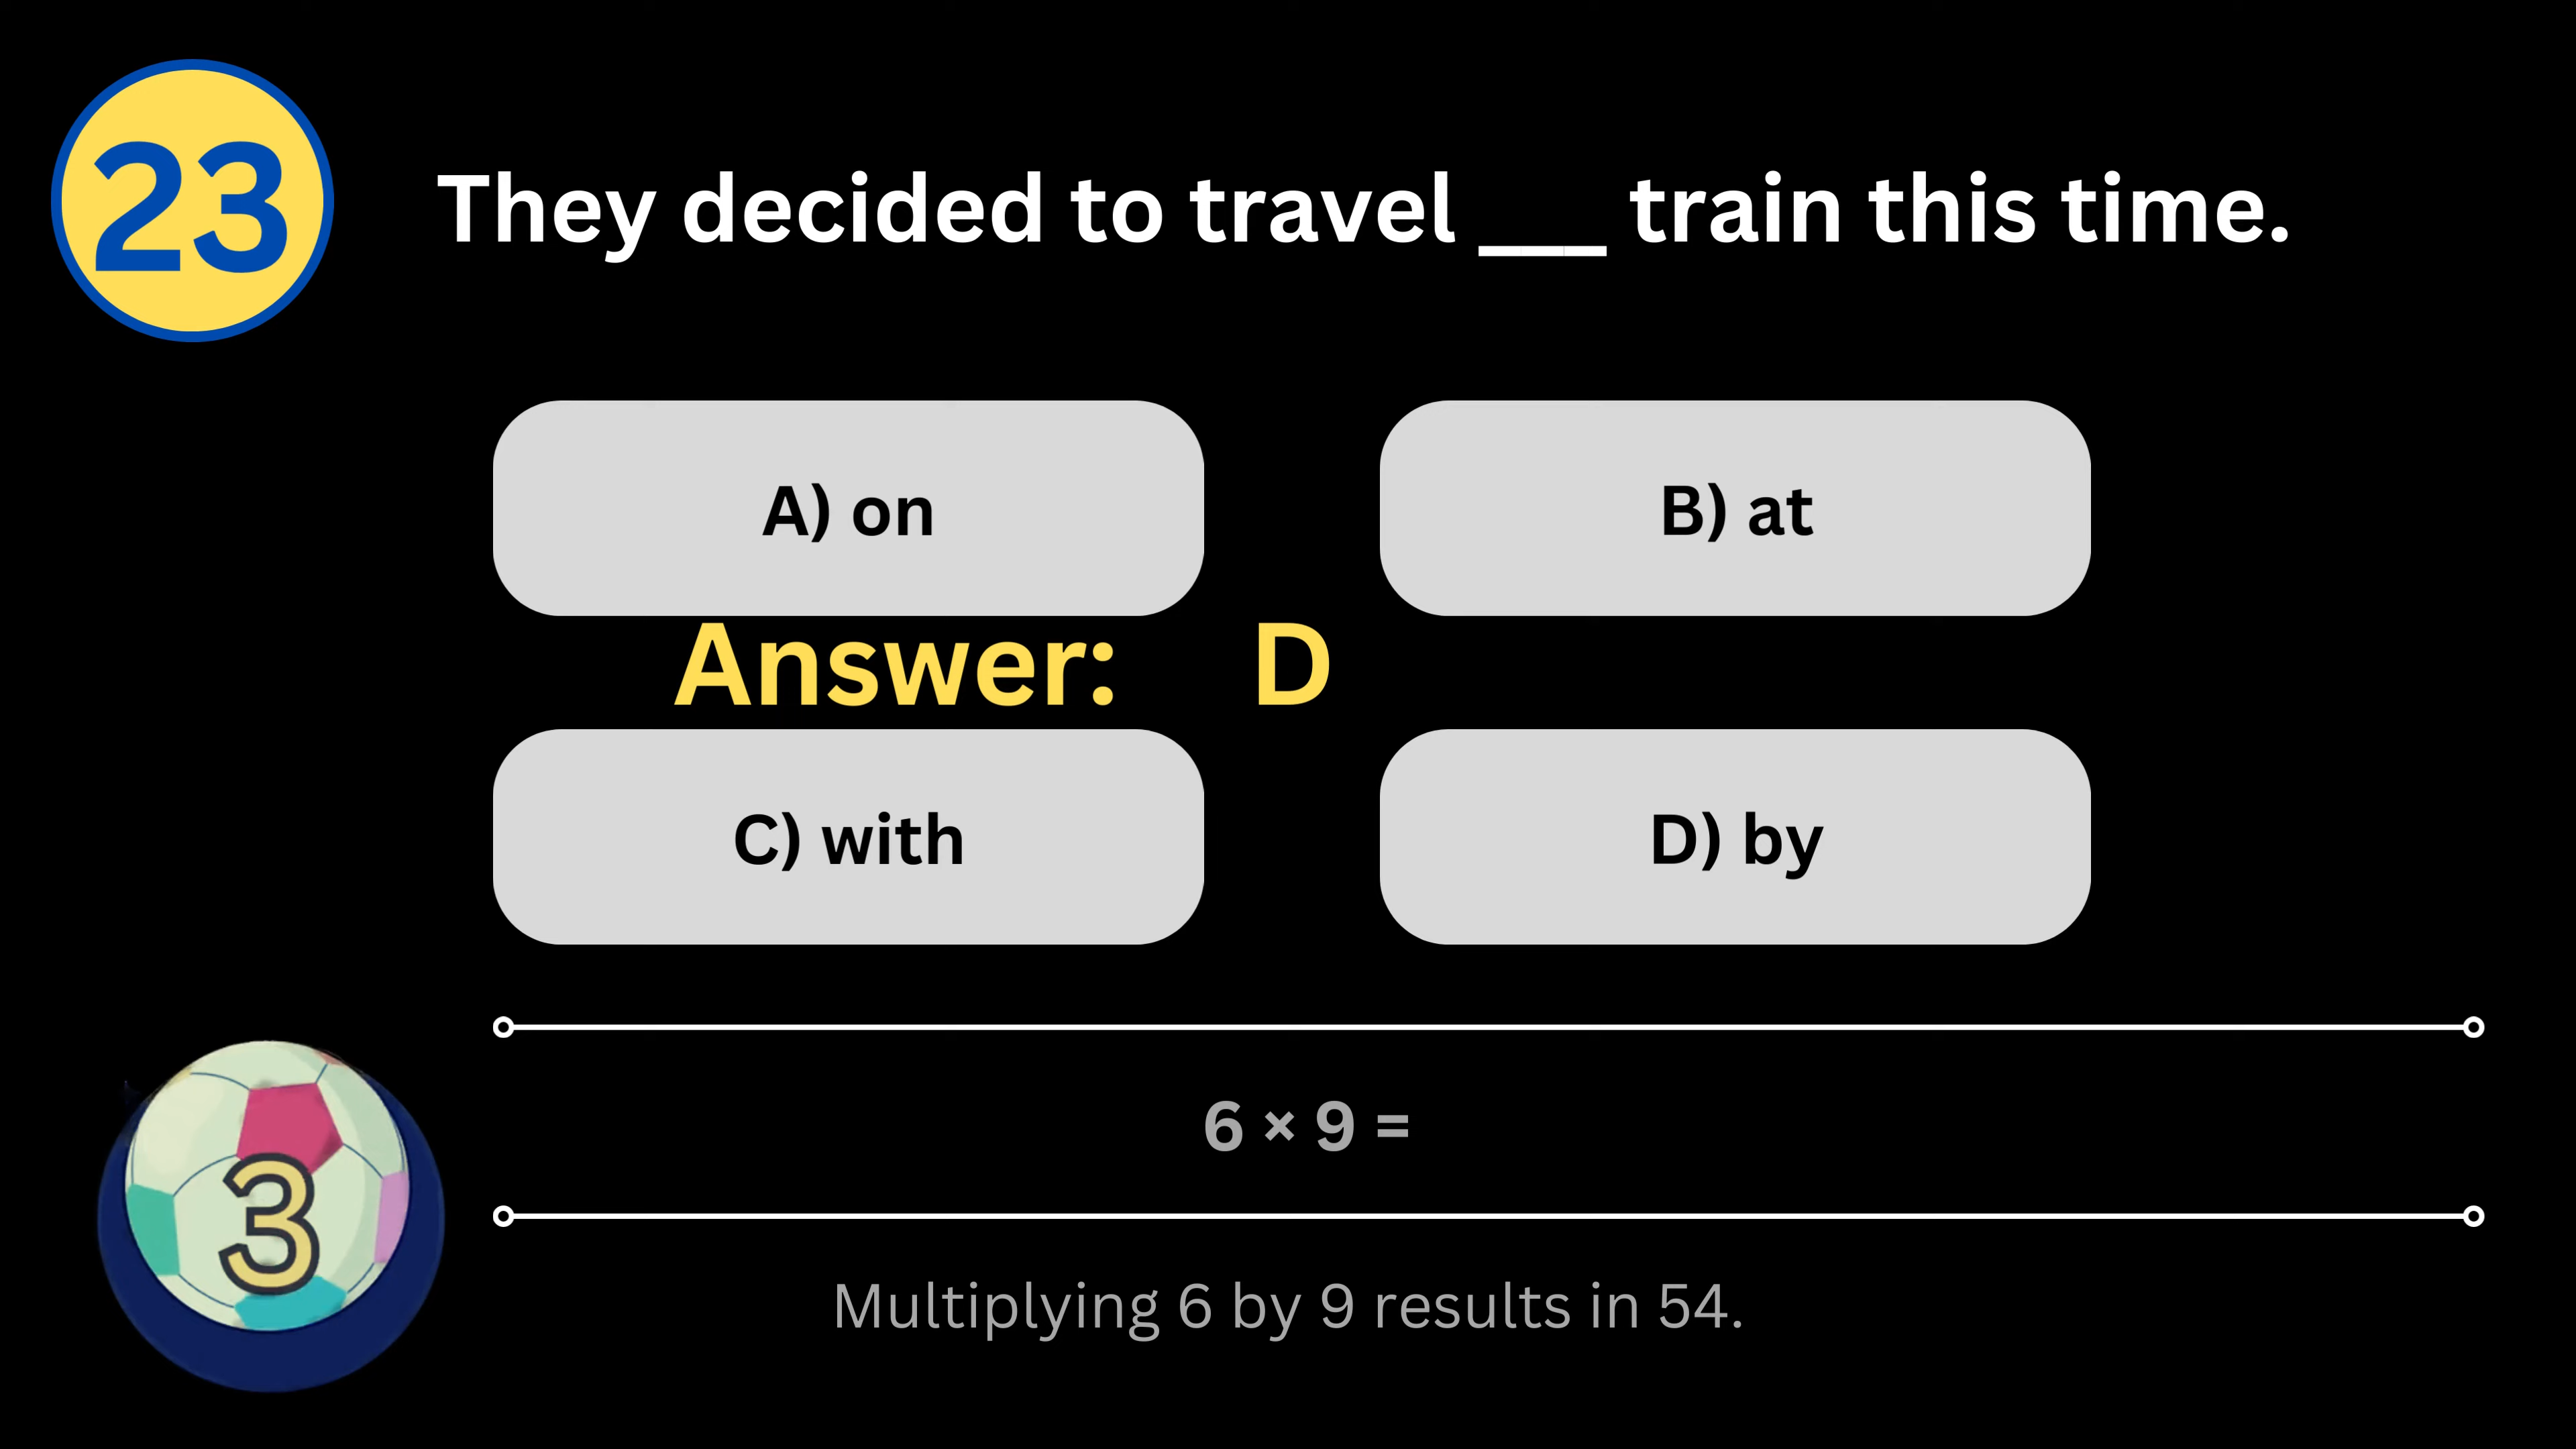 23
They decided to travel ___ train this time.
A) on
B) at
Answer: D
C) with
D) by
6 × 9 =
3
Multiplying 6 by 9 results in 54.